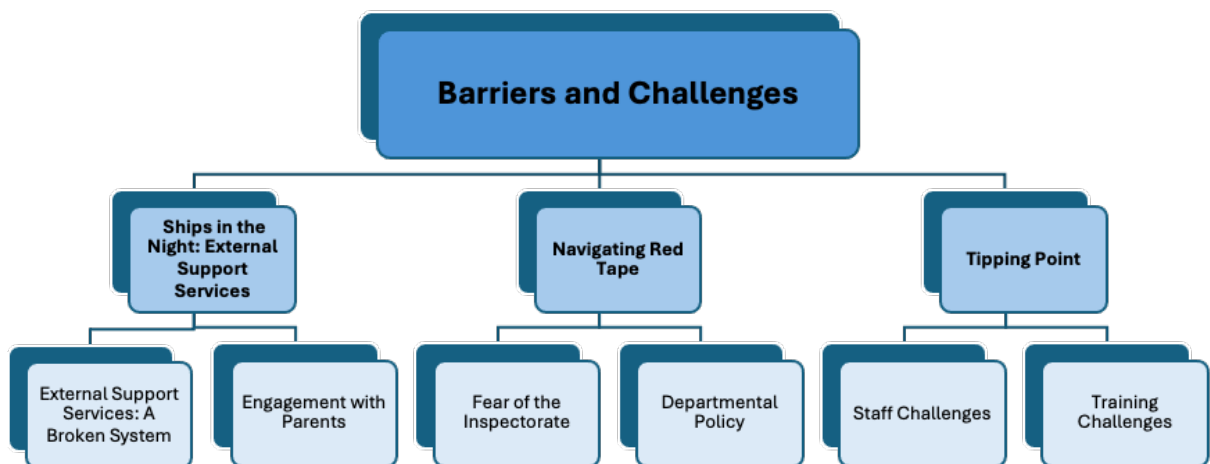 Barriers and Challenges
Ships in the
Night: External
Support
Services
Navigating Red
Tape
Tipping Point
External Support
Services: A
Broken System
Engagement with
Parents
Fear of the
Inspectorate
Departmental
Policy
Staff Challenges
Training
Challenges